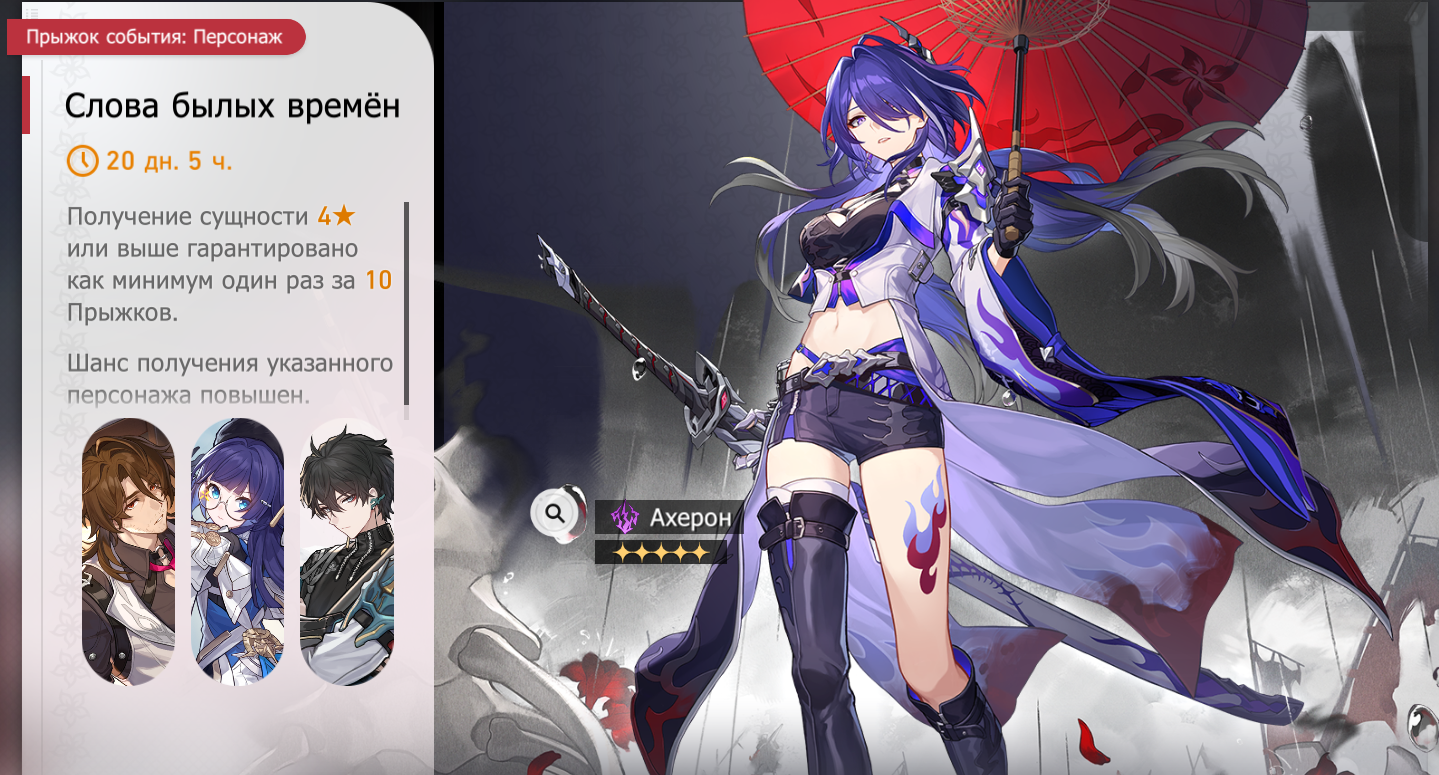 Прыжок события: Персонаж
Слова былых времён
20 дн. 5 ч.
Получение сущности 4★
или выше гарантировано
как минимум один раз за 10
Прыжков.
Шанс получения указанного
персонажа повышен.
Ахерон